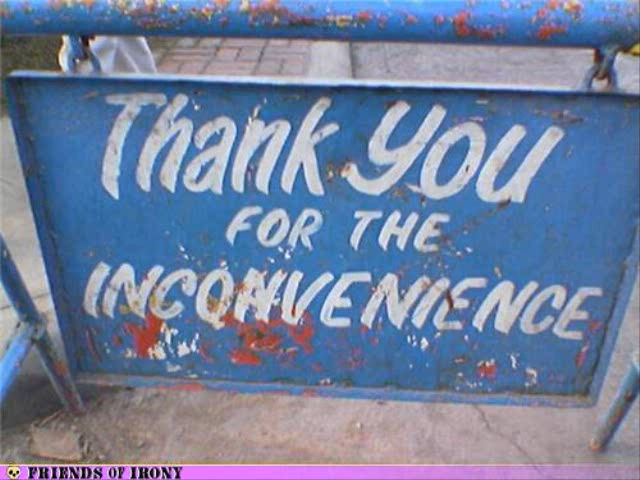 Thank You
FOR THE
INCONVENIENCE
FRIENDS OF IRONY